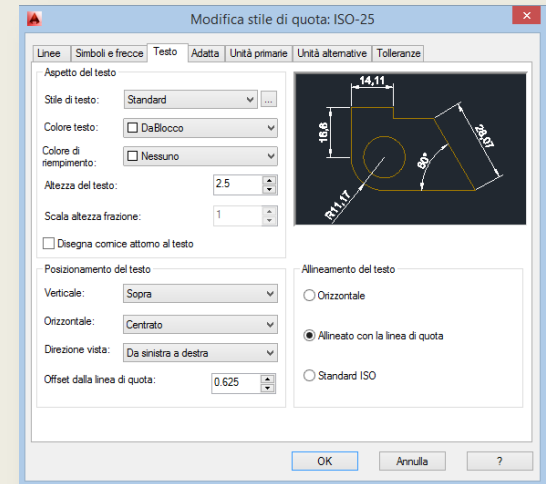 Modifica stile di quota: ISO-25
Linee Simboli e frecce Testo Adatta Unità primarie Unità alternative Tolleranze
Aspetto del testo
Stile di testo: Standard ...
Colore testo: DaBlocco
Colore di
riempimento: Nessuno
Altezza del testo: 2.5
Scala altezza frazione: 1
Disegna cornice attorno al testo
14,11
16,6
28,07
60°
R11,17
Posizionamento del testo
Verticale: Sopra
Orizzontale: Centrato
Direzione vista: Da sinistra a destra
Offset dalla linea di quota: 0.625
Allineamento del testo
Orizzontale
Allineato con la linea di quota
Standard ISO
OK Annulla ?